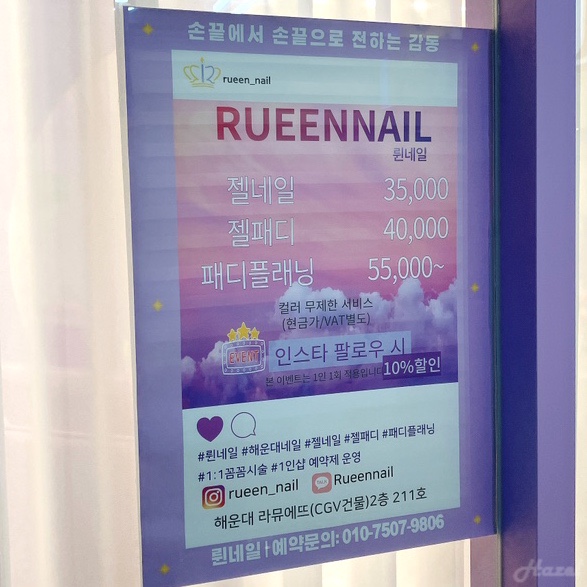 손끝에서 손끝으로 전하는 감동
rueen_nail
RUEENNAIL
륀네일
젤네일 35,000
젤패디 40,000
패디플래닝 55,000~
컬러 무제한 서비스
(현금가/VAT별도)
EVENT 인스타 팔로우 시
본 이벤트는 1인 1회 적용입니다 10%할인
#륀네일 #해운대네일 #젤네일 #젤패디 #패디플래닝
#1:1꼼꼼시술 #1인샵 예약제 운영
rueen_nail Rueennail
해운대 라뮤에뜨(CGV건물)2층 211호
륀네일 예약문의: 010-7507-9806
Haze